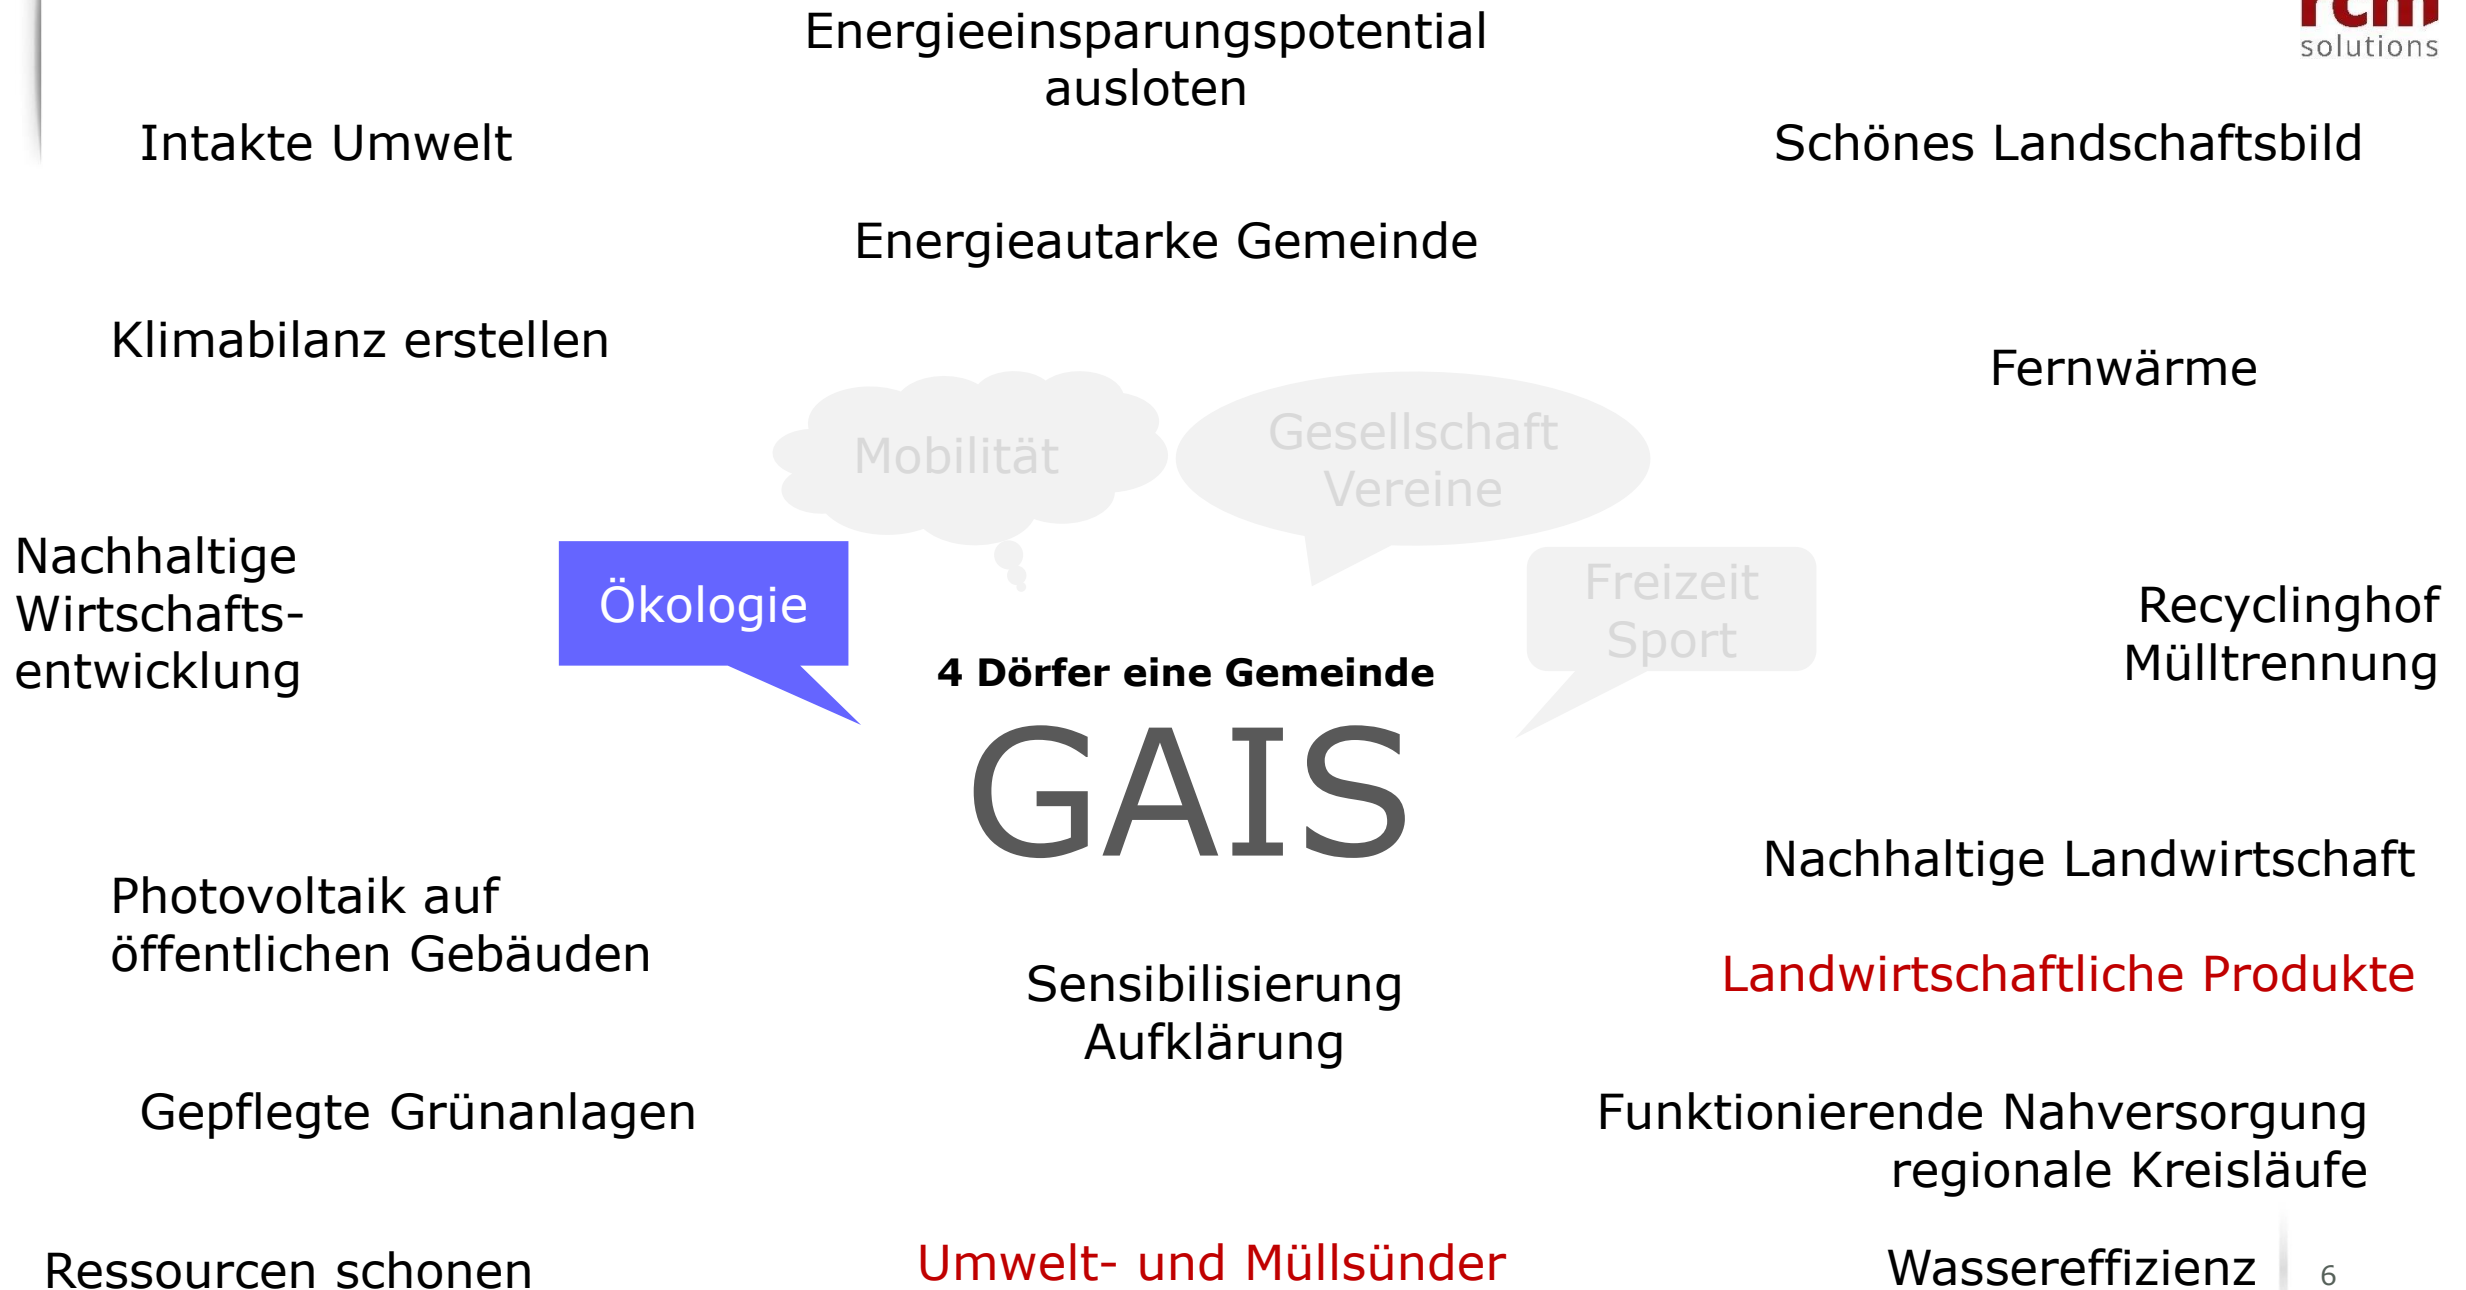 rcm
solutions
Energieeinsparungspotential
ausloten
Intakte Umwelt
Schönes Landschaftsbild
Energieautarke Gemeinde
Klimabilanz erstellen
Fernwärme
Mobilität
Gesellschaft
Vereine
Nachhaltige
Wirtschafts-
entwicklung
Ökologie
Freizeit
Sport
Recyclinghof
Mülltrennung
4 Dörfer eine Gemeinde
GAIS
Nachhaltige Landwirtschaft
Photovoltaik auf
öffentlichen Gebäuden
Landwirtschaftliche Produkte
Sensibilisierung
Aufklärung
Gepflegte Grünanlagen
Funktionierende Nahversorgung
regionale Kreisläufe
Ressourcen schonen
Umwelt- und Müllsünder
Wassereffizienz
6